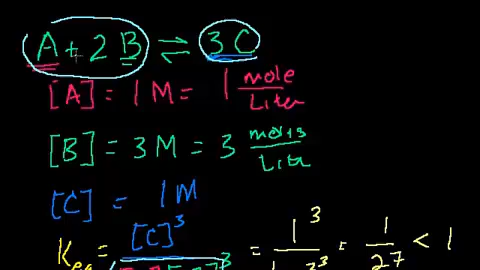 A + 2 B ⇌ 3 C
[A] = 1 M = 1 mole/Liter
[B] = 3 M = 3 moles/Liter
[C] = 1 M
Keq = [C]³ = 1³ = 1/27 < 1